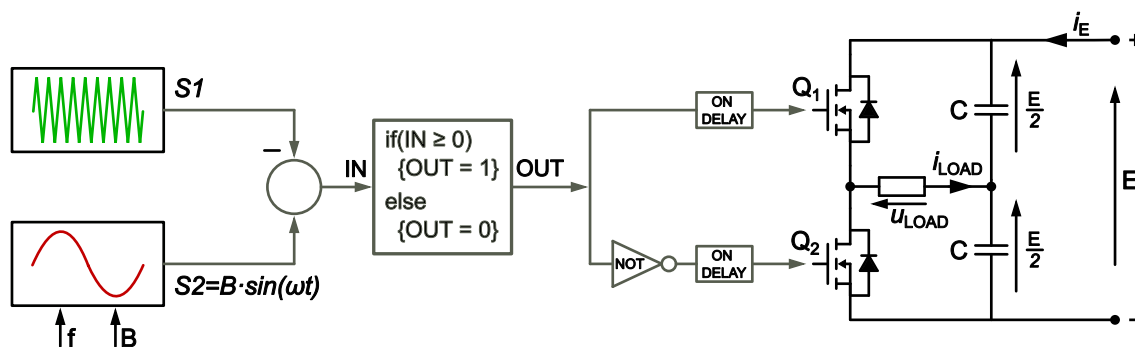 S1
S2=B·sin(ωt)
f
B
−
IN
if(IN ≥ 0)
{OUT = 1}
else
{OUT = 0}
OUT
ON
DELAY
NOT
ON
DELAY
Q1
Q2
iLOAD
uLOAD
C
E
2
C
E
2
iE
+
E
−